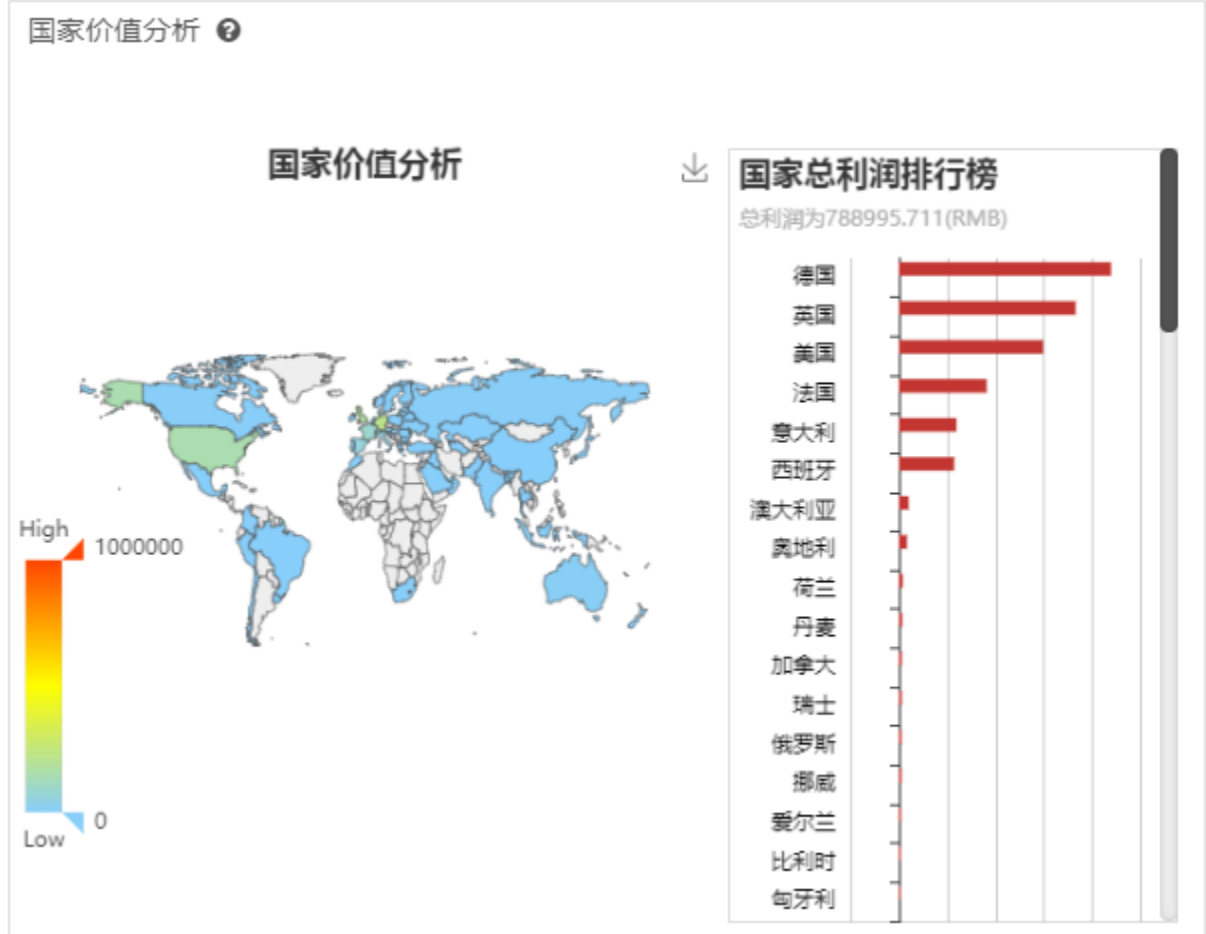 国家价值分析 ?
国家价值分析
国家总利润排行榜
总利润为788995.711(RMB)
德国
英国
美国
法国
意大利
西班牙
澳大利亚
奥地利
荷兰
丹麦
加拿大
瑞士
俄罗斯
挪威
爱尔兰
比利时
匈牙利
High
1000000
0
Low